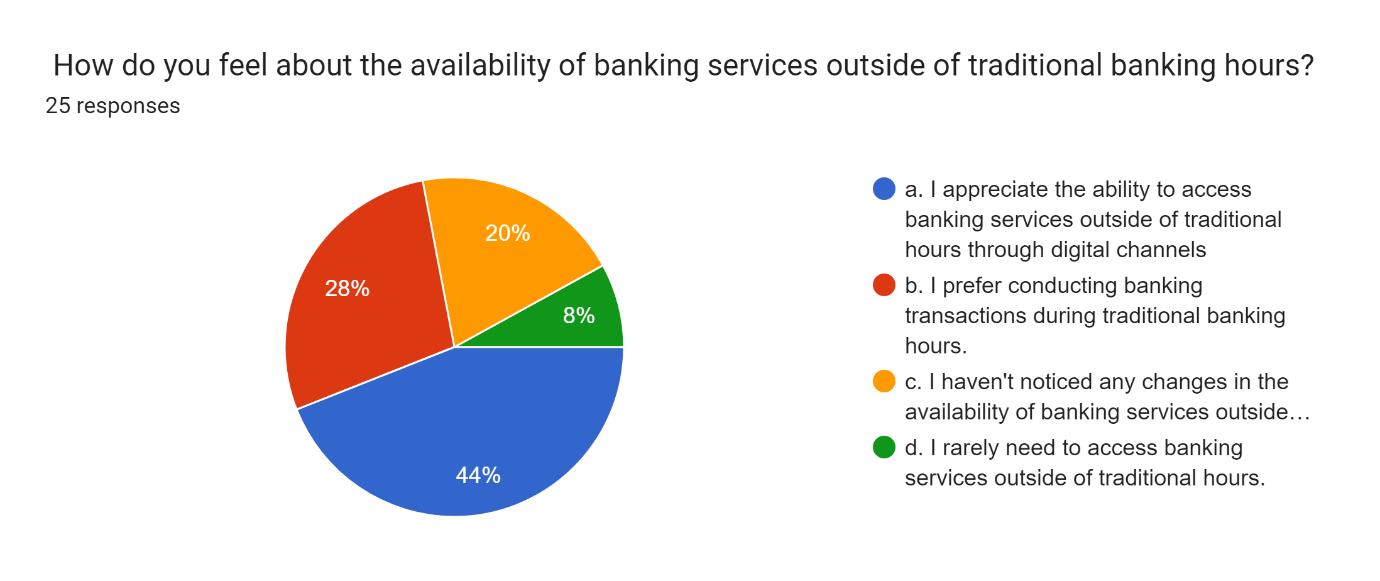 How do you feel about the availability of banking services outside of traditional banking hours?
25 responses
20%
28%
8%
44%
a. I appreciate the ability to access
banking services outside of traditional
hours through digital channels
b. I prefer conducting banking
transactions during traditional banking
hours.
c. I haven't noticed any changes in the
availability of banking services outside…
d. I rarely need to access banking
services outside of traditional hours.